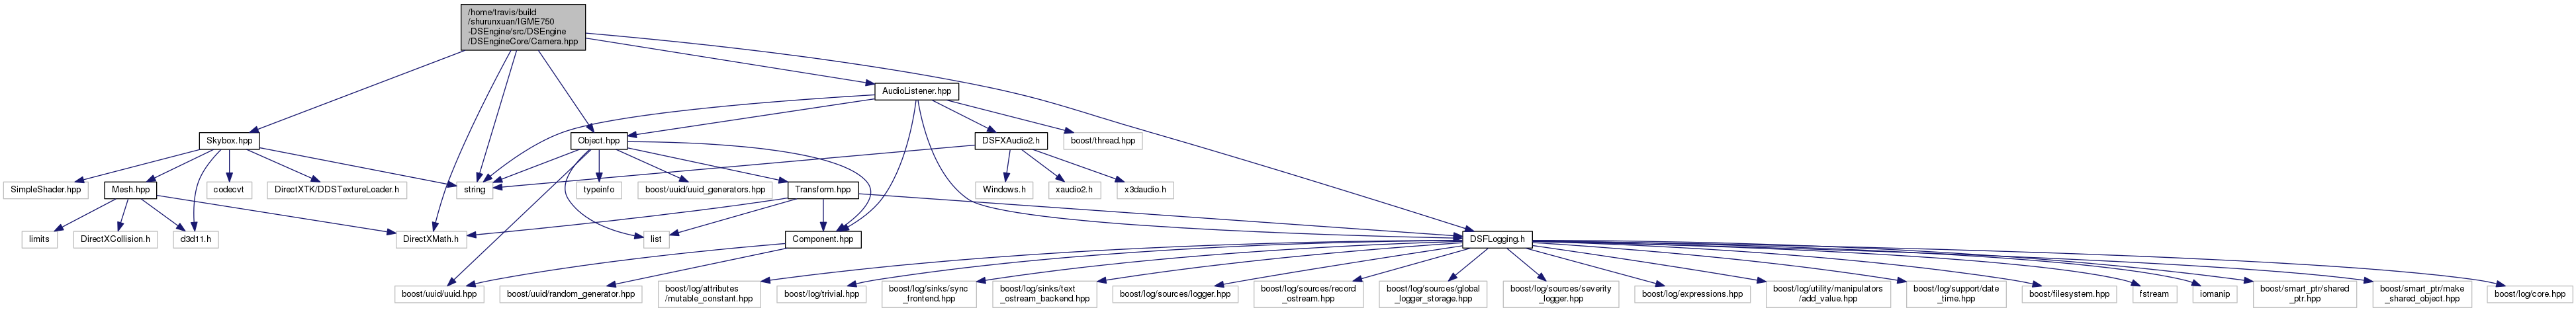 /home/travis/build
/shurunxuan/IGME750
-DSEngine/src/DSEngine
/DSEngineCore/Camera.hpp
AudioListener.hpp
Skybox.hpp
Object.hpp
DSFXAudio2.h
boost/thread.hpp
SimpleShader.hpp
Mesh.hpp
codecvt
DirectXTK/DDSTextureLoader.h
string
typeinfo
boost/uuid/uuid_generators.hpp
Transform.hpp
Windows.h
xaudio2.h
x3daudio.h
limits
DirectXCollision.h
d3d11.h
DirectXMath.h
list
Component.hpp
DSFLogging.h
boost/uuid/uuid.hpp
boost/uuid/random_generator.hpp
boost/log/attributes
/mutable_constant.hpp
boost/log/trivial.hpp
boost/log/sinks/sync
_frontend.hpp
boost/log/sinks/text
_ostream_backend.hpp
boost/log/sources/logger.hpp
boost/log/sources/record
_ostream.hpp
boost/log/sources/global
_logger_storage.hpp
boost/log/sources/severity
_logger.hpp
boost/log/expressions.hpp
boost/log/utility/manipulators
/add_value.hpp
boost/log/support/date
_time.hpp
boost/filesystem.hpp
fstream
iomanip
boost/smart_ptr/shared
_ptr.hpp
boost/smart_ptr/make
_shared_object.hpp
boost/log/core.hpp